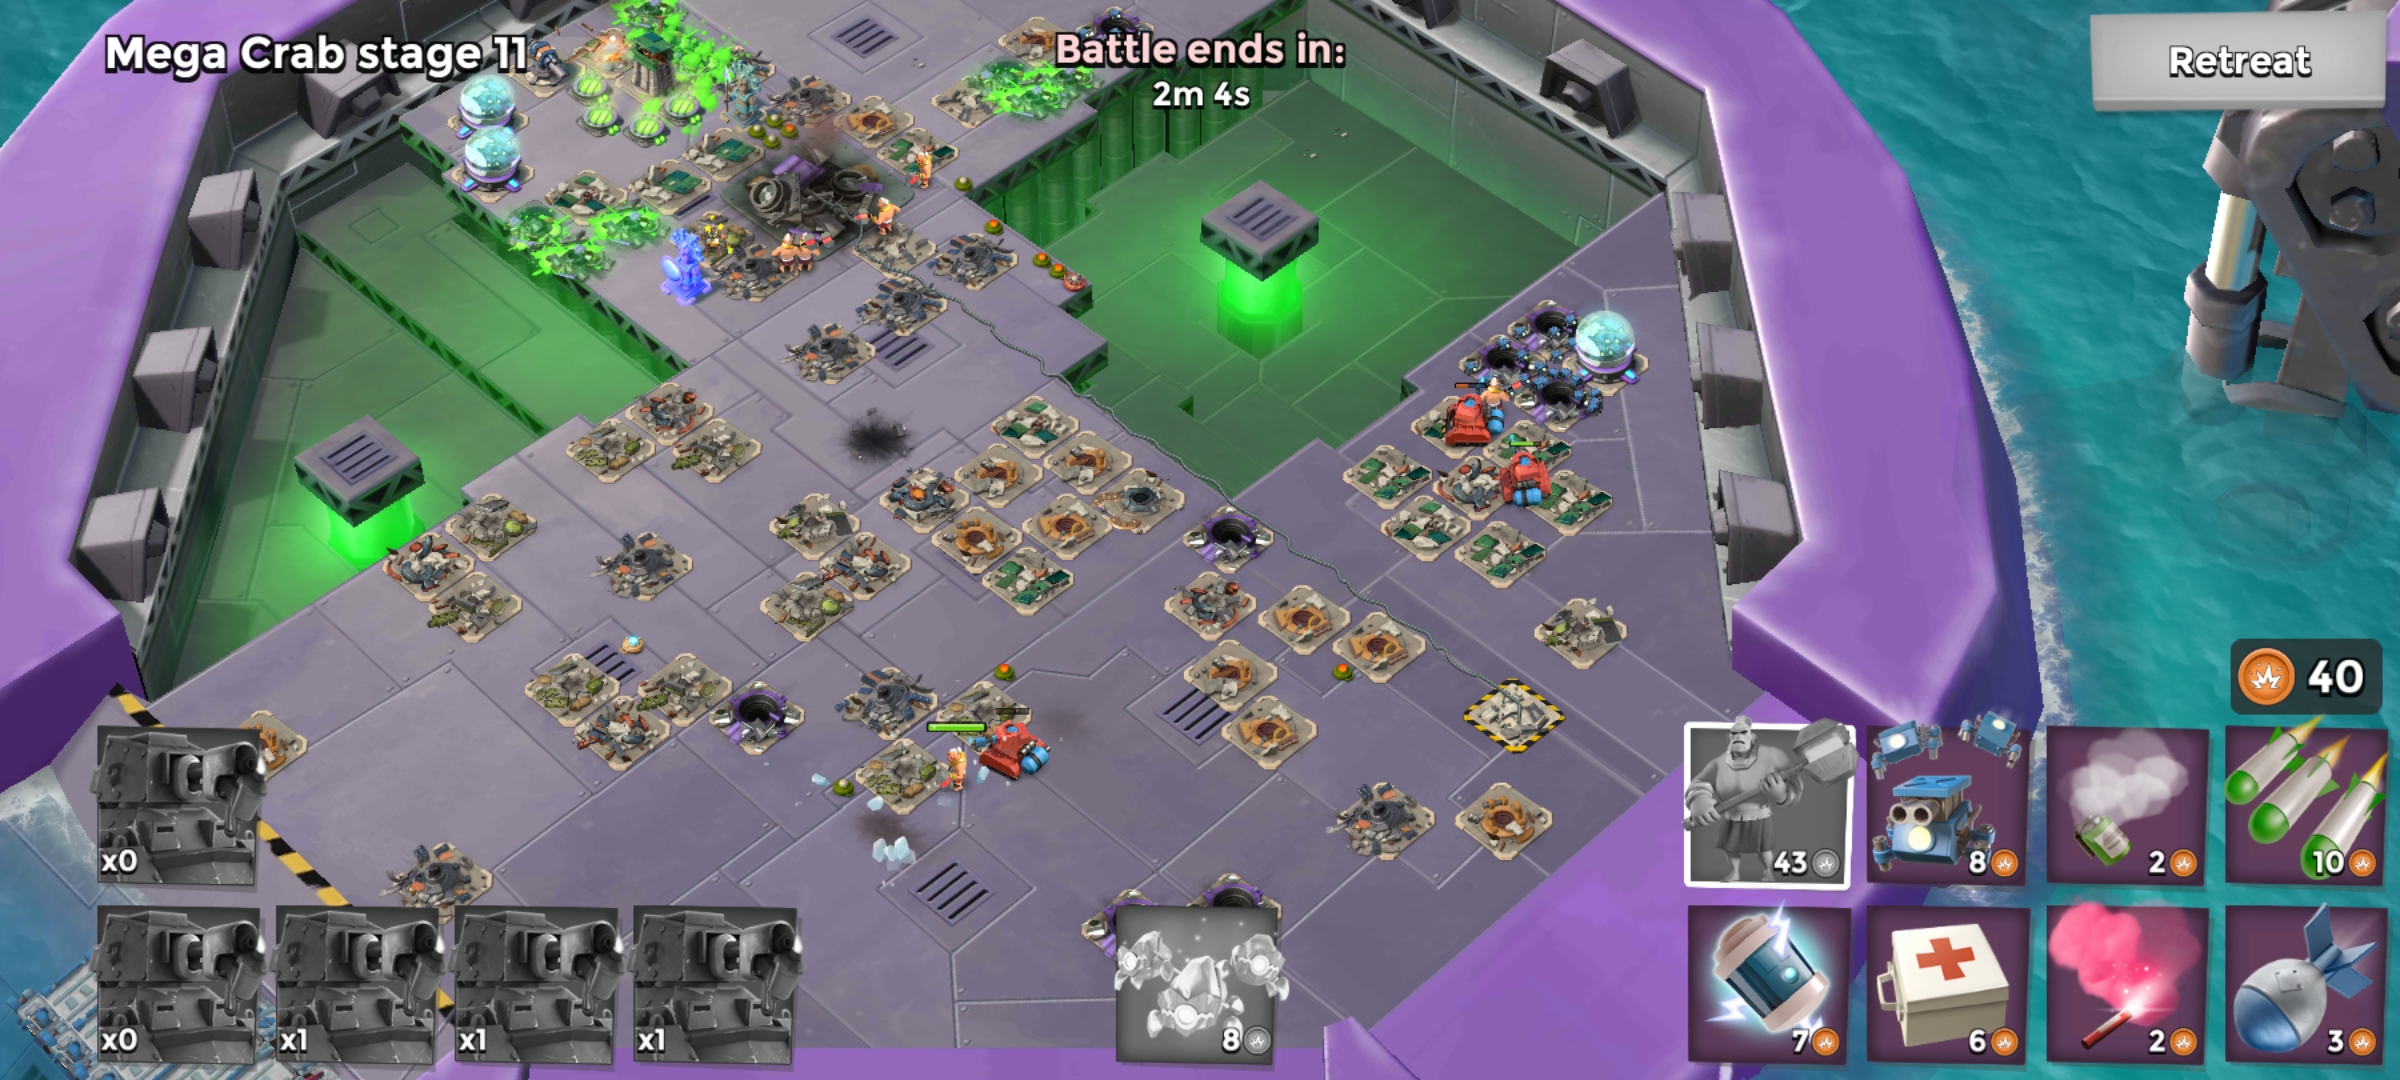 Mega Crab stage 11
Battle ends in:
2m 4s
Retreat
40
43
8
2
10
x0
x0
x1
x1
x1
8
7
6
2
3